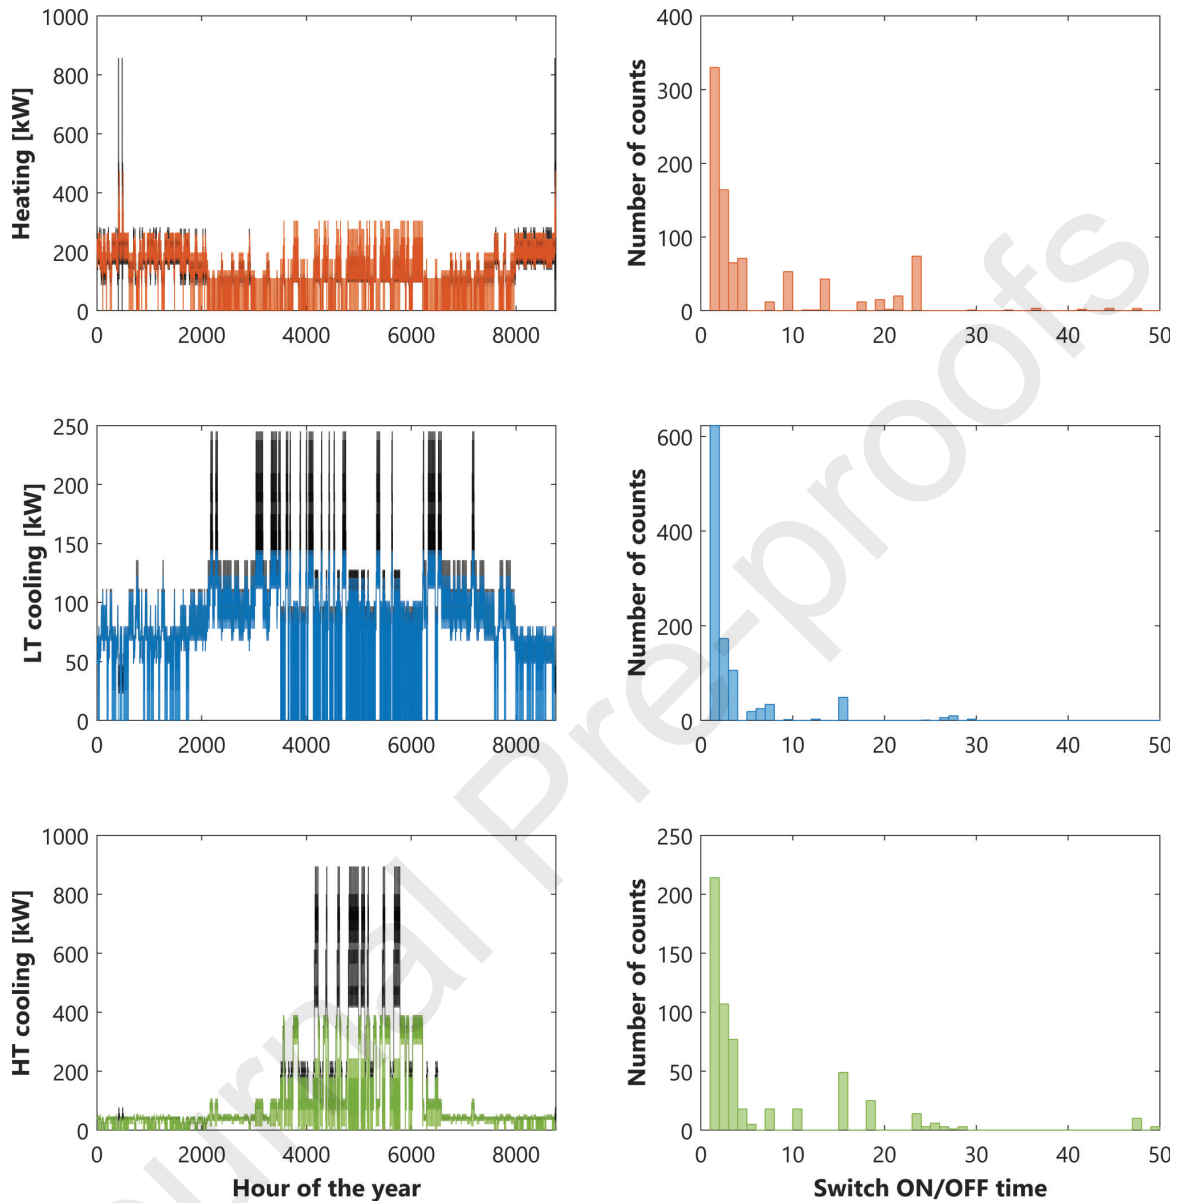 1000
800
600
400
200
0
Heating [kW]
0 2000 4000 6000 8000
400
300
200
100
0
Number of counts
0 10 20 30 40 50
250
200
150
100
50
0
LT cooling [kW]
0 2000 4000 6000 8000
600
400
200
0
Number of counts
0 10 20 30 40 50
1000
800
600
400
200
0
HT cooling [kW]
0 2000 4000 6000 8000
Hour of the year
250
200
150
100
50
0
Number of counts
0 10 20 30 40 50
Switch ON/OFF time
urnal Pre-proofs